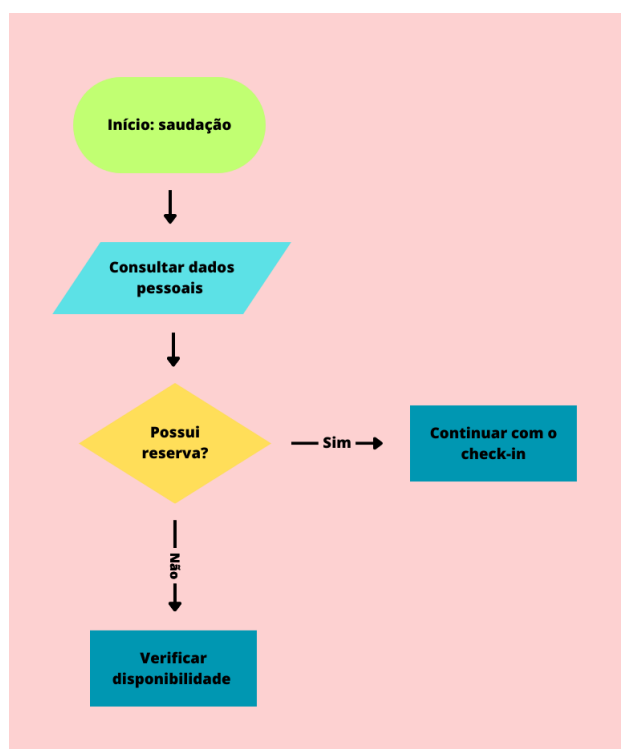 Início: saudação
Consultar dados
pessoais
Possui
reserva?
Sim
Continuar com o
check-in
Não
Verificar
disponibilidade